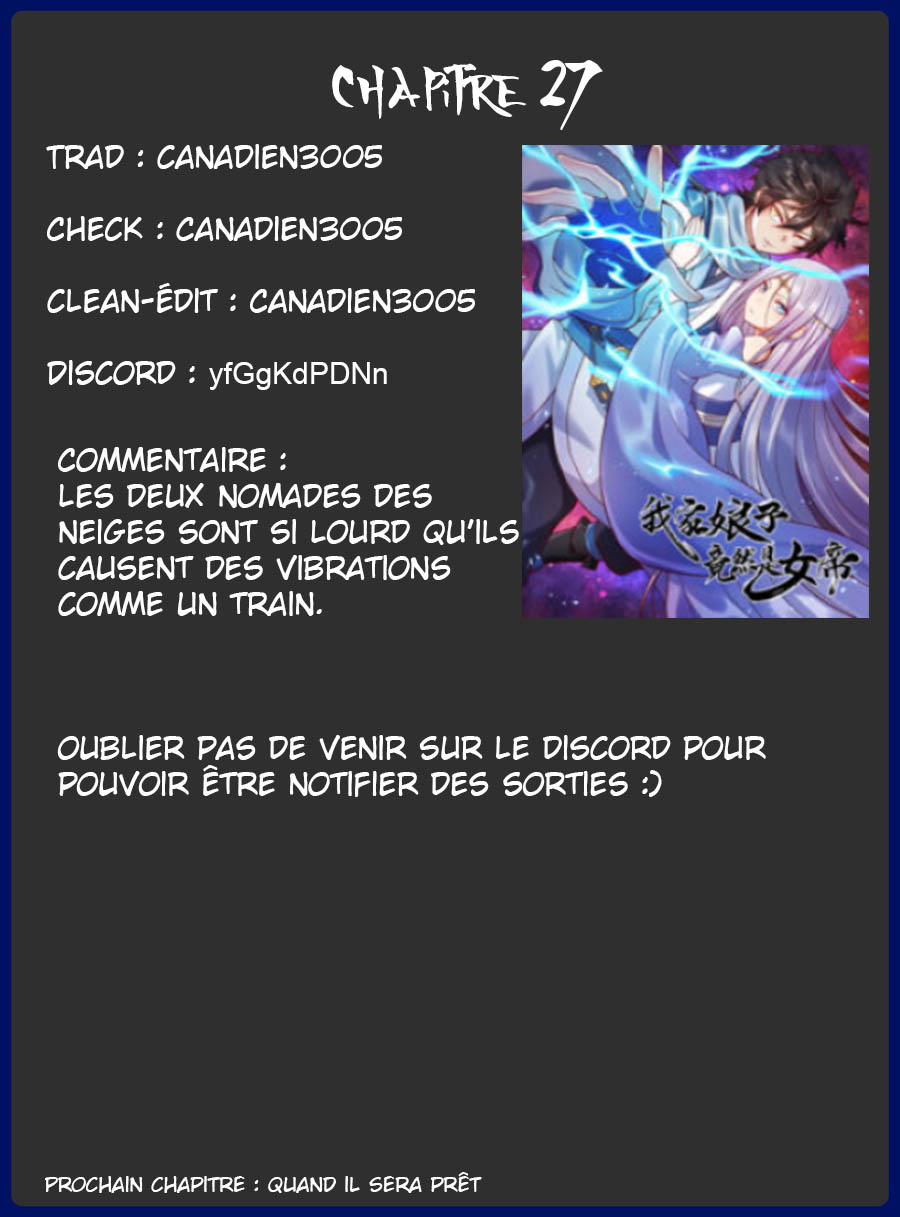 CHAPITRE 27
TRAD : CANADIEN3005
CHECK : CANADIEN3005
CLEAN-ÉDIT : CANADIEN3005
DISCORD : yfGgKdPDNn
COMMENTAIRE :
LES DEUX NOMADES DES
NEIGES SONT SI LOURD QU'ILS
CAUSENT DES VIBRATIONS
COMME UN TRAIN.
我家娘子
竟然是女帝
OUBLIER PAS DE VENIR SUR LE DISCORD POUR
POUVOIR ÊTRE NOTIFIER DES SORTIES :)
PROCHAIN CHAPITRE : QUAND IL SERA PRÊT